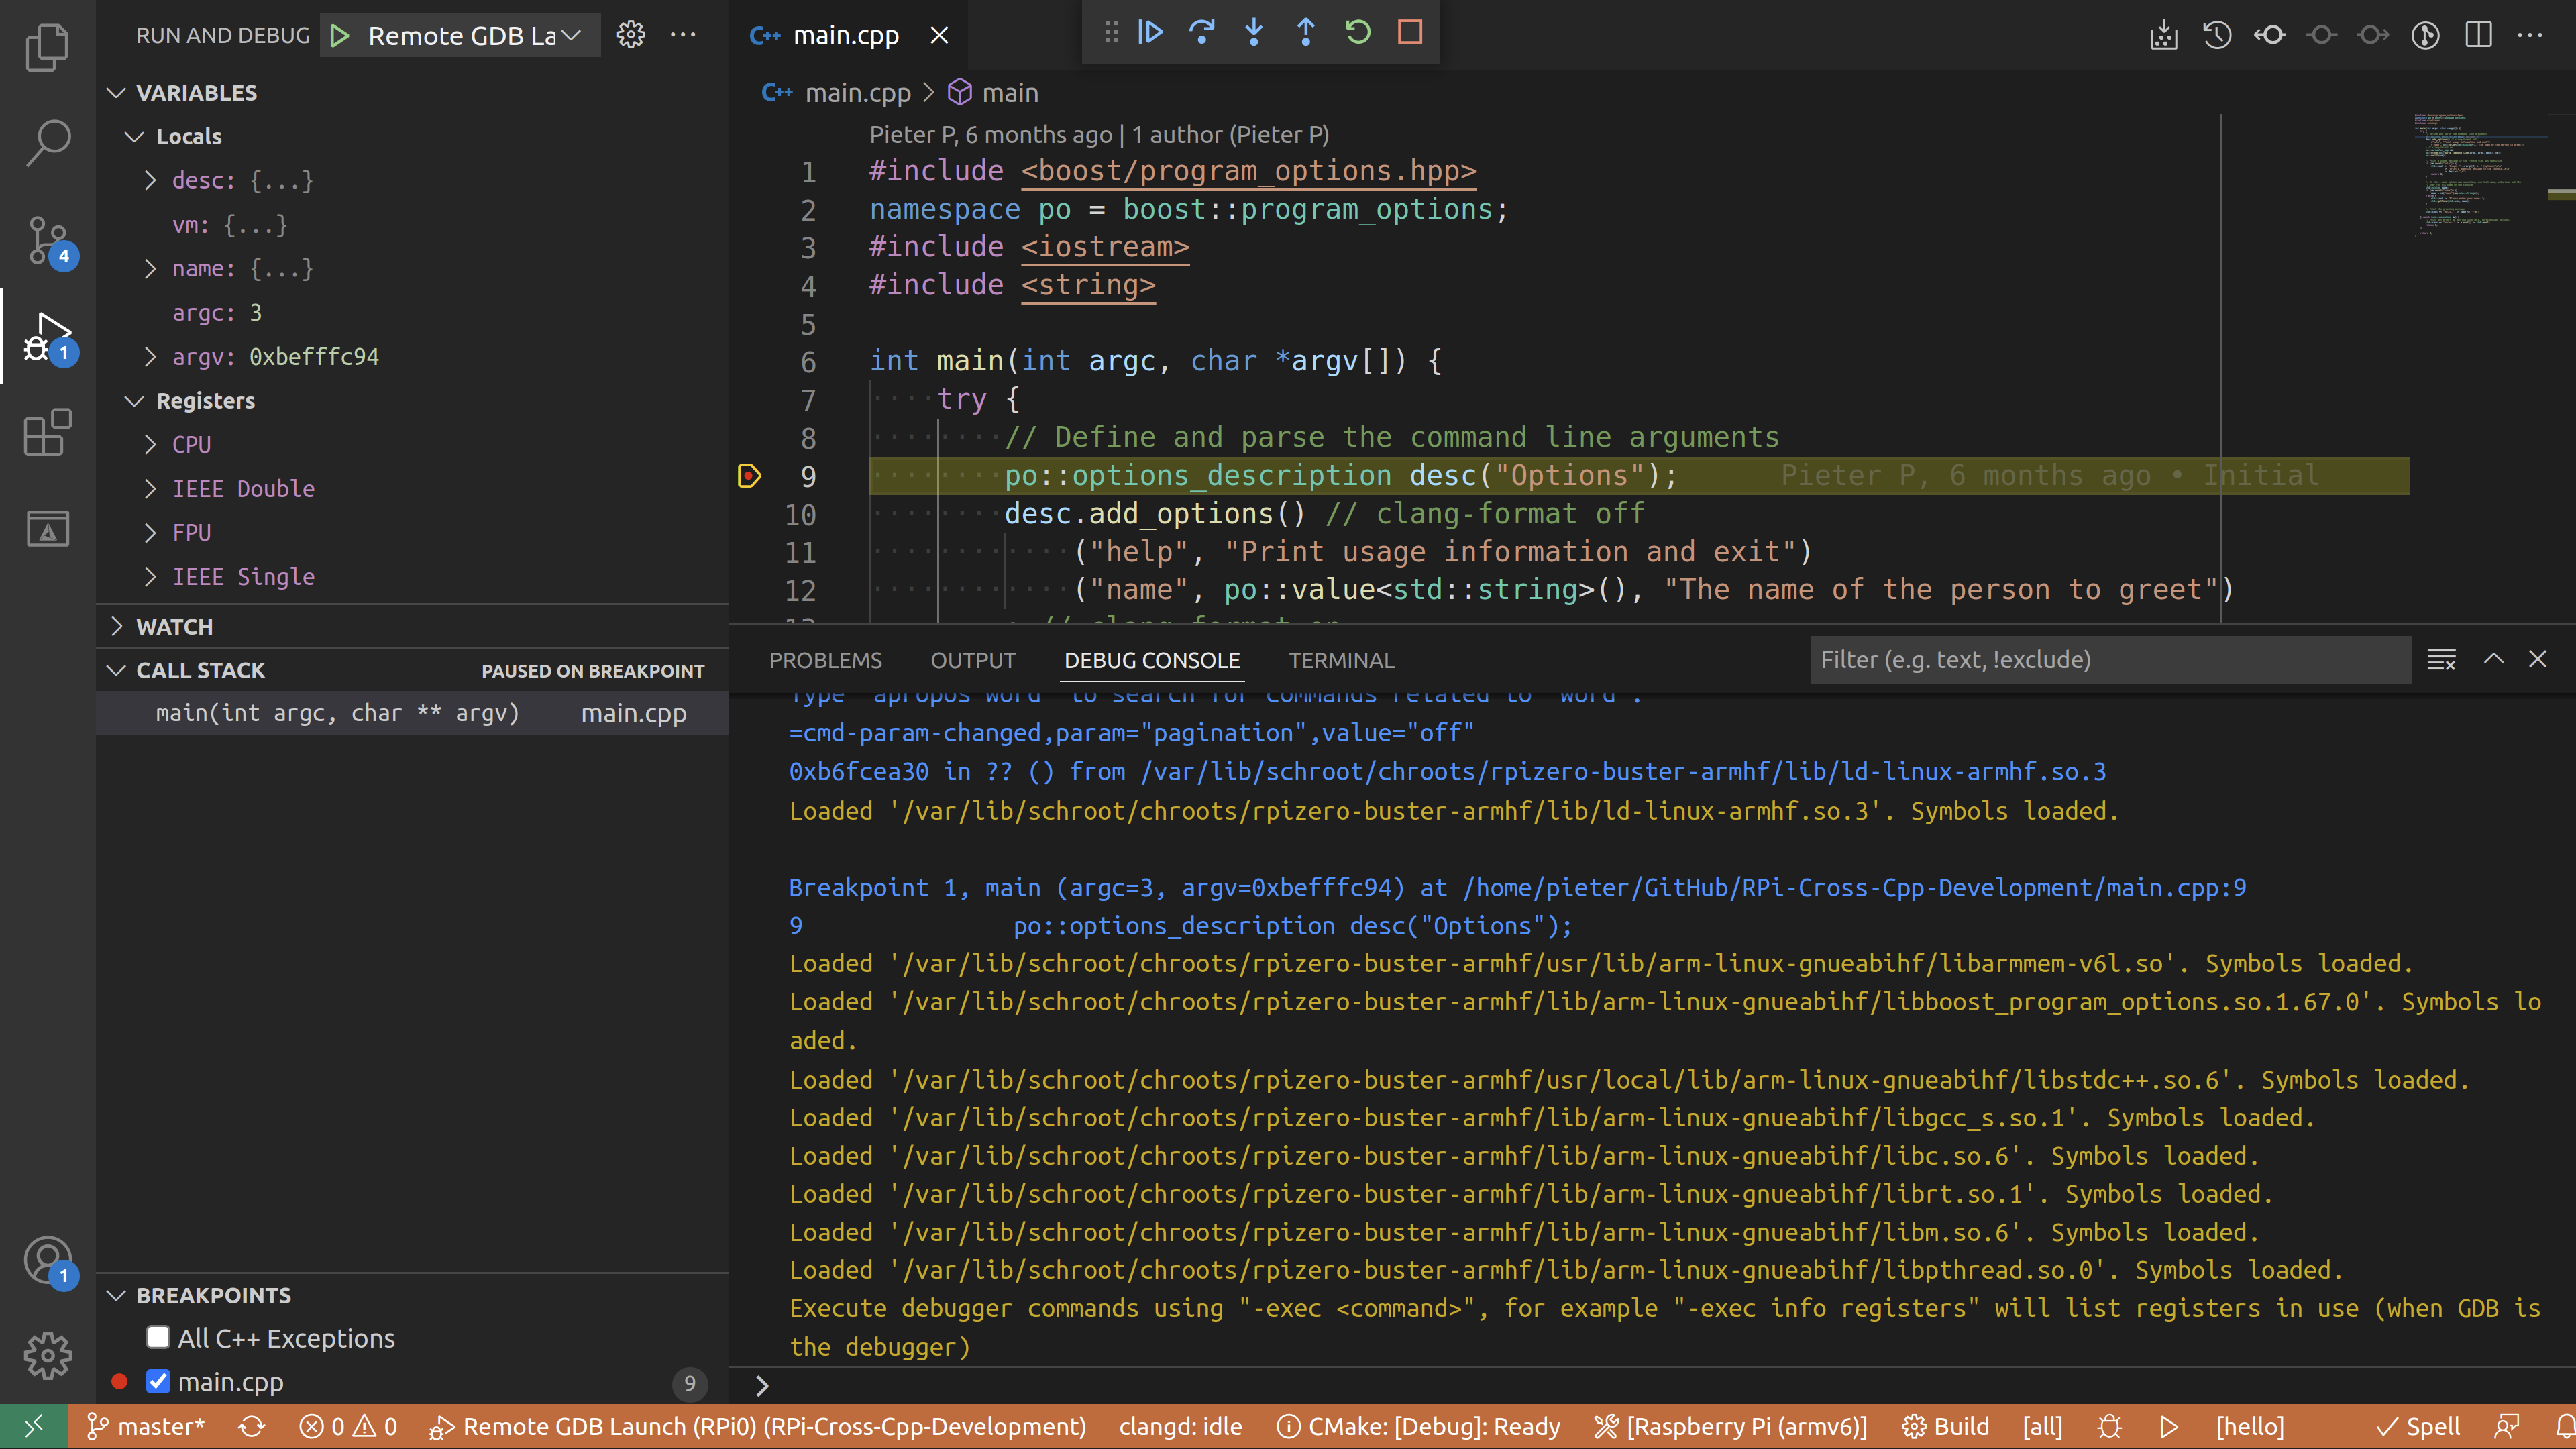 RUN AND DEBUG
Remote GDB La
VARIABLES
Locals
desc: {...}
vm: {...}
name: {...}
argc: 3
argv: 0xbefffc94
Registers
CPU
IEEE Double
FPU
IEEE Single
WATCH
CALL STACK PAUSED ON BREAKPOINT
main(int argc, char ** argv) main.cpp
BREAKPOINTS
All C++ Exceptions
main.cpp 9
4
1
1
C++ main.cpp
C++ main.cpp > main
Pieter P, 6 months ago | 1 author (Pieter P)
1 #include <boost/program_options.hpp>
2 namespace po = boost::program_options;
3 #include <iostream>
4 #include <string>
5
6 int main(int argc, char *argv[]) {
7 try {
8 // Define and parse the command line arguments
9 po::options_description desc("Options"); Pieter P, 6 months ago • Initial
10 desc.add_options() // clang-format off
11 ("help", "Print usage information and exit")
12 ("name", po::value<std::string>(), "The name of the person to greet")
PROBLEMS OUTPUT DEBUG CONSOLE TERMINAL Filter (e.g. text, !exclude)
Type "apropos word" to search for commands related to "word".
=cmd-param-changed,param="pagination",value="off"
0xb6fcea30 in ?? () from /var/lib/schroot/chroots/rpizero-buster-armhf/lib/ld-linux-armhf.so.3
Loaded '/var/lib/schroot/chroots/rpizero-buster-armhf/lib/ld-linux-armhf.so.3'. Symbols loaded.
Breakpoint 1, main (argc=3, argv=0xbefffc94) at /home/pieter/GitHub/RPi-Cross-Cpp-Development/main.cpp:9
9 po::options_description desc("Options");
Loaded '/var/lib/schroot/chroots/rpizero-buster-armhf/usr/lib/arm-linux-gnueabihf/libarmmem-v6l.so'. Symbols loaded.
Loaded '/var/lib/schroot/chroots/rpizero-buster-armhf/lib/arm-linux-gnueabihf/libboost_program_options.so.1.67.0'. Symbols lo
aded.
Loaded '/var/lib/schroot/chroots/rpizero-buster-armhf/usr/local/lib/arm-linux-gnueabihf/libstdc++.so.6'. Symbols loaded.
Loaded '/var/lib/schroot/chroots/rpizero-buster-armhf/lib/arm-linux-gnueabihf/libgcc_s.so.1'. Symbols loaded.
Loaded '/var/lib/schroot/chroots/rpizero-buster-armhf/lib/arm-linux-gnueabihf/libc.so.6'. Symbols loaded.
Loaded '/var/lib/schroot/chroots/rpizero-buster-armhf/lib/arm-linux-gnueabihf/librt.so.1'. Symbols loaded.
Loaded '/var/lib/schroot/chroots/rpizero-buster-armhf/lib/arm-linux-gnueabihf/libm.so.6'. Symbols loaded.
Loaded '/var/lib/schroot/chroots/rpizero-buster-armhf/lib/arm-linux-gnueabihf/libpthread.so.0'. Symbols loaded.
Execute debugger commands using "-exec <command>", for example "-exec info registers" will list registers in use (when GDB is
the debugger)
master* 0 0 Remote GDB Launch (RPi0) (RPi-Cross-Cpp-Development) clangd: idle CMake: [Debug]: Ready [Raspberry Pi (armv6)] Build [all] [hello] Spell